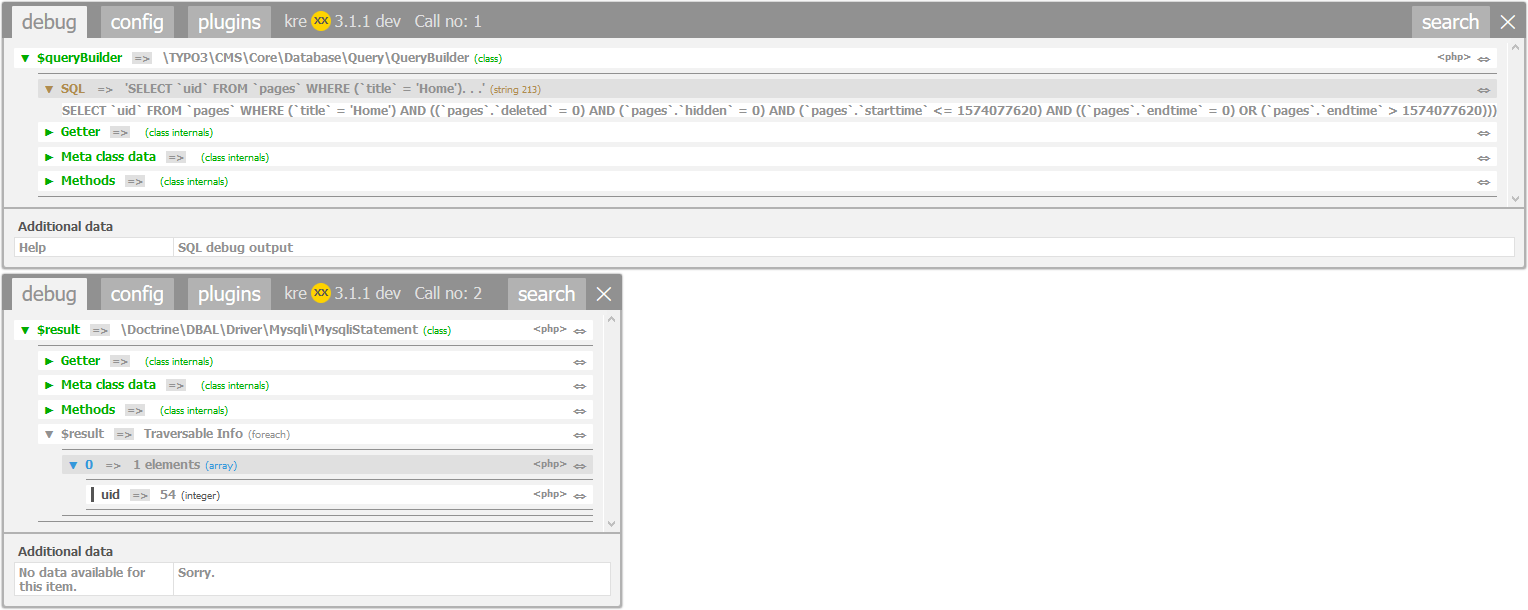 debug config plugins kre XX 3.1.1 dev Call no: 1 search
▼ $queryBuilder => \TYPO3\CMS\Core\Database\Query\QueryBuilder (class) <php>
▼ SQL => 'SELECT `uid` FROM `pages` WHERE (`title` = 'Home'). . .' (string 213)
SELECT `uid` FROM `pages` WHERE (`title` = 'Home') AND ((`pages`.`deleted` = 0) AND (`pages`.`hidden` = 0) AND (`pages`.`starttime` <= 1574077620) AND ((`pages`.`endtime` = 0) OR (`pages`.`endtime` > 1574077620)))
► Getter => (class internals)
► Meta class data => (class internals)
► Methods => (class internals)
Additional data
Help SQL debug output
debug config plugins kre XX 3.1.1 dev Call no: 2 search
▼ $result => \Doctrine\DBAL\Driver\Mysqli\MysqliStatement (class) <php>
► Getter => (class internals)
► Meta class data => (class internals)
► Methods => (class internals)
▼ $result => Traversable Info (foreach)
▼ 0 => 1 elements (array) <php>
uid => 54 (integer) <php>
Additional data
No data available for Sorry.
this item.